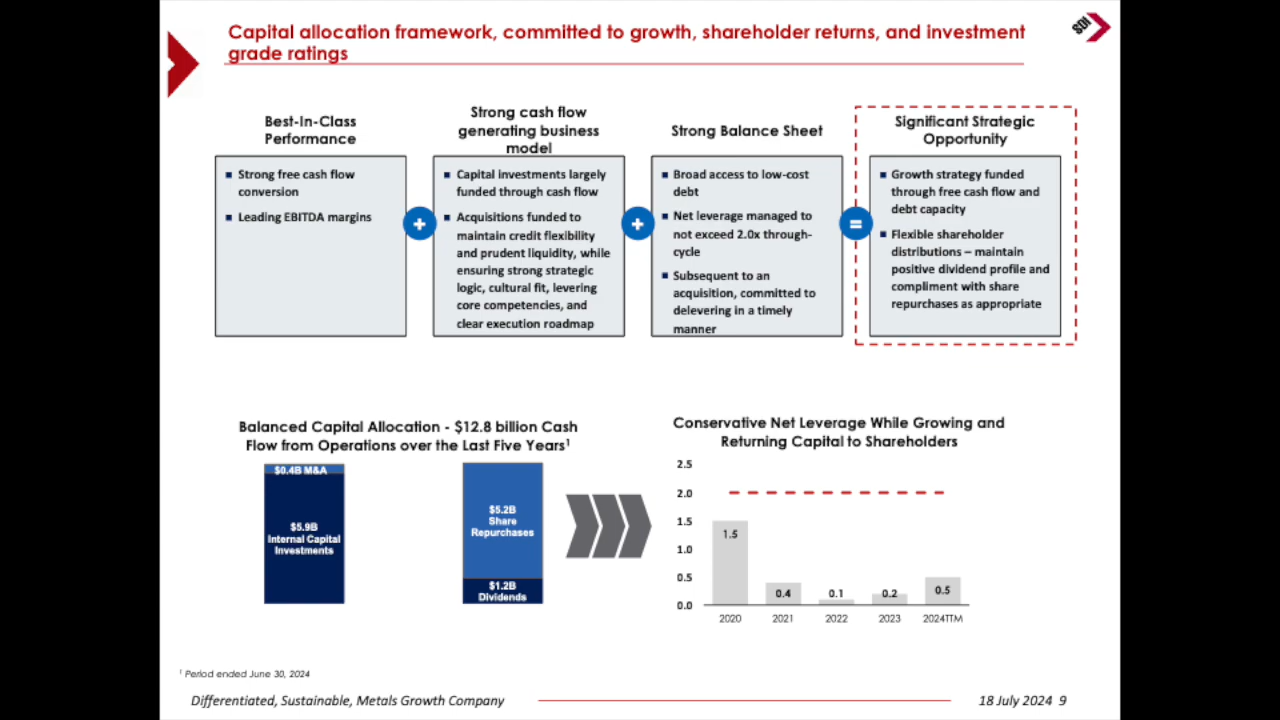 Capital allocation framework, committed to growth, shareholder returns, and investment
grade ratings
SDI
Best-In-Class
Performance
Strong free cash flow
conversion
Leading EBITDA margins
+
Strong cash flow
generating business
model
Capital investments largely
funded through cash flow
Acquisitions funded to
maintain credit flexibility
and prudent liquidity, while
ensuring strong strategic
logic, cultural fit, levering
core competencies, and
clear execution roadmap
+
Strong Balance Sheet
Broad access to low-cost
debt
Net leverage managed to
not exceed 2.0x through-
cycle
Subsequent to an
acquisition, committed to
delevering in a timely
manner
=
Significant Strategic
Opportunity
Growth strategy funded
through free cash flow and
debt capacity
Flexible shareholder
distributions – maintain
positive dividend profile and
compliment with share
repurchases as appropriate
Balanced Capital Allocation - $12.8 billion Cash
Flow from Operations over the Last Five Years¹
$0.4B M&A
$5.9B
Internal Capital
Investments
$5.2B
Share
Repurchases
$1.2B
Dividends
Conservative Net Leverage While Growing and
Returning Capital to Shareholders
2.5
2.0
1.5
1.0
0.5
0.0
1.5
0.4
0.1
0.2
0.5
2020
2021
2022
2023
2024TTM
¹ Period ended June 30, 2024
Differentiated, Sustainable, Metals Growth Company
18 July 2024 9